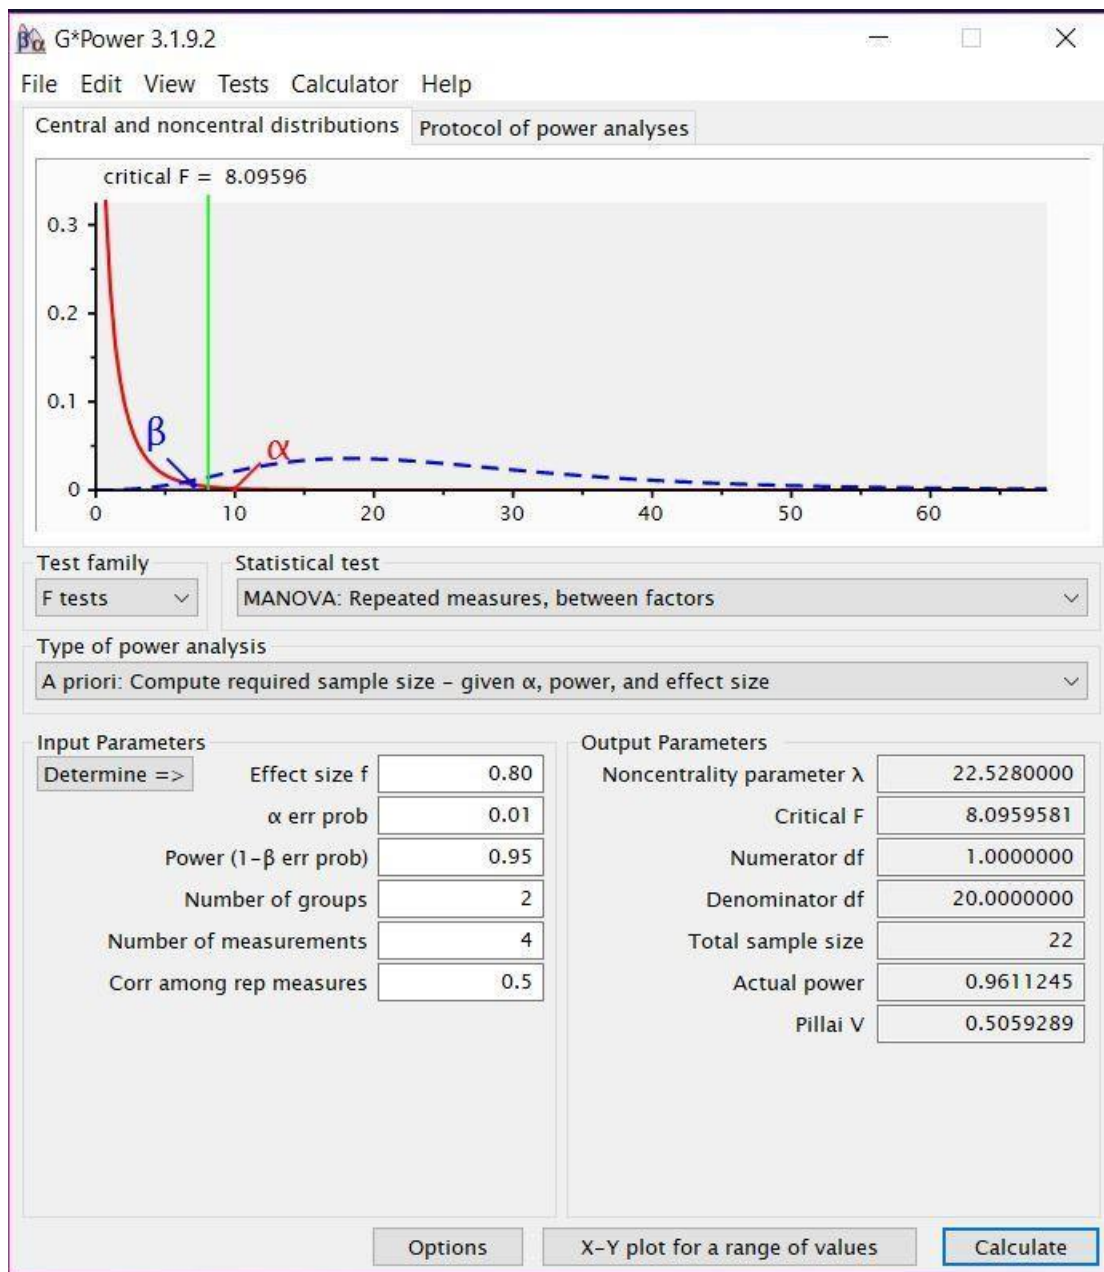 G*Power 3.1.9.2
File Edit View Tests Calculator Help
Central and noncentral distributions Protocol of power analyses
critical F = 8.09596
0.3
0.2
0.1
0
β
α
0 10 20 30 40 50 60
Test family Statistical test
F tests MANOVA: Repeated measures, between factors
Type of power analysis
A priori: Compute required sample size – given α, power, and effect size
Input Parameters Output Parameters
Determine => Effect size f 0.80 Noncentrality parameter λ 22.5280000
α err prob 0.01 Critical F 8.0959581
Power (1–β err prob) 0.95 Numerator df 1.0000000
Number of groups 2 Denominator df 20.0000000
Number of measurements 4 Total sample size 22
Corr among rep measures 0.5 Actual power 0.9611245
Pillai V 0.5059289
Options X–Y plot for a range of values Calculate